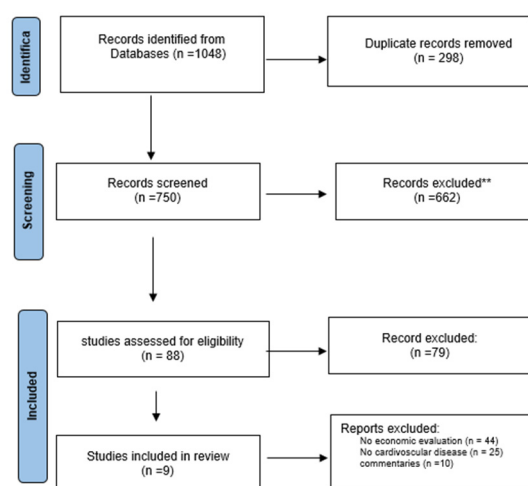 Identifica
Records identified from
Databases (n =1048)
Duplicate records removed
(n = 298)
Screening
Records screened
(n =750)
Records excluded**
(n =662)
Included
studies assessed for eligibility
(n = 88)
Record excluded:
(n =79)
Studies included in review
(n =9)
Reports excluded:
No economic evaluation (n = 44)
No cardivoscular disease (n = 25)
commentaries (n =10)